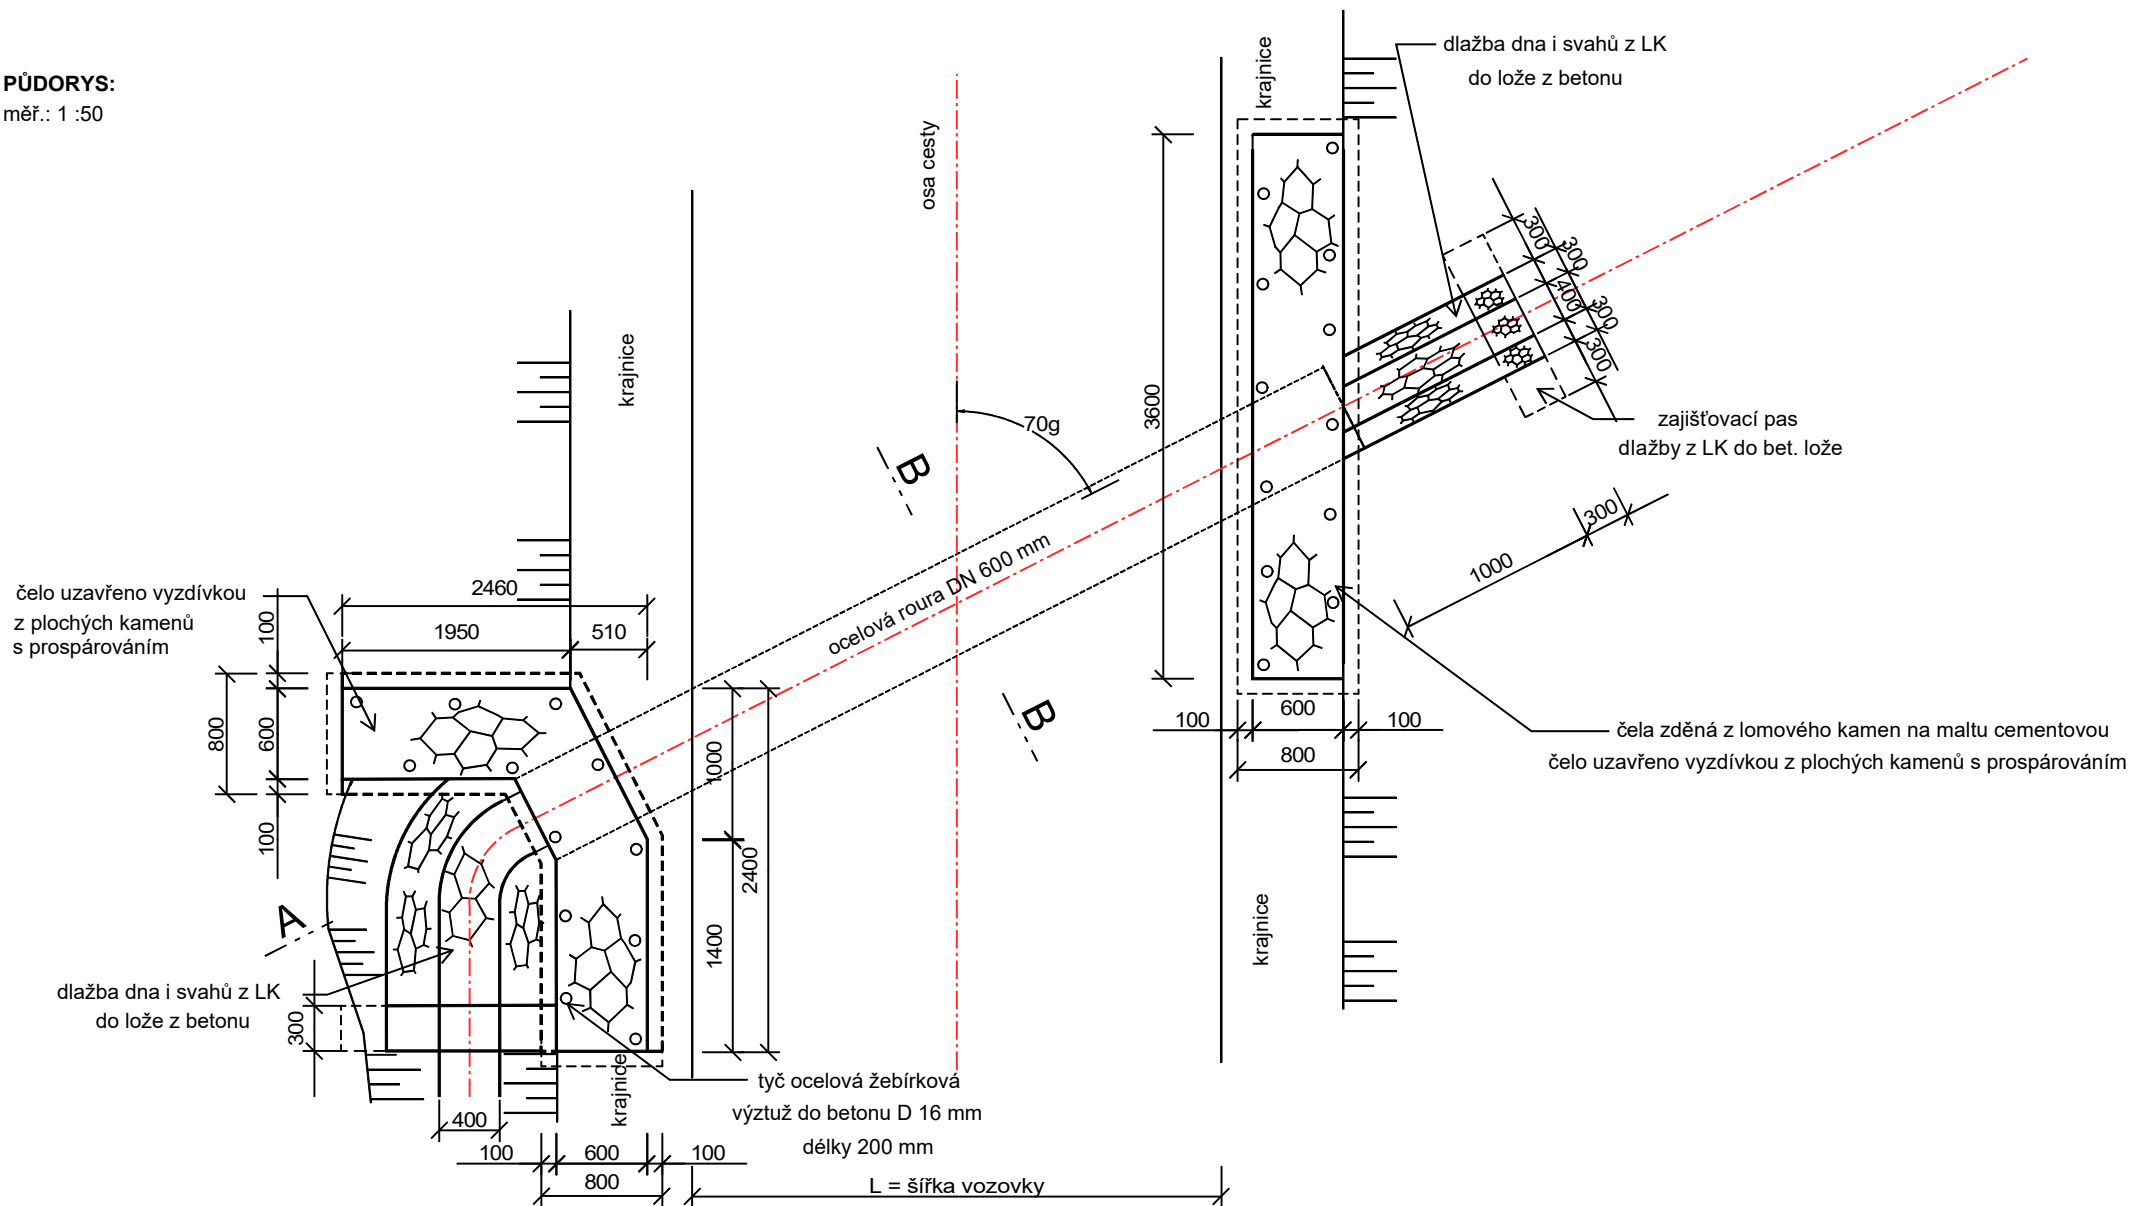 PŮDORYS:
měř.: 1 :50
osa cesty
krajnice
dlažba dna i svahů z LK
do lože z betonu
300
300
400
300
300
krajnice
3600
70g
zajišťovací pas
dlažby z LK do bet. lože
300
1000
B
ocelová roura DN 600 mm
čelo uzavřeno vyzdívkou
z plochých kamenů
s prospárováním
2460
1950
510
100
800
600
100
B
100
600
100
800
čela zděná z lomového kamen na maltu cementovou
čelo uzavřeno vyzdívkou z plochých kamenů s prospárováním
1000
2400
1400
A
krajnice
dlažba dna i svahů z LK
do lože z betonu
300
krajnice
tyč ocelová žebírková
výztuž do betonu D 16 mm
délky 200 mm
400
100
600
100
800
L = šířka vozovky